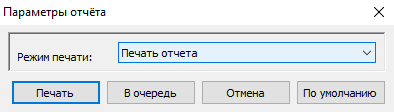 Параметры отчёта
Режим печати: Печать отчета
Печать В очередь Отмена По умолчанию